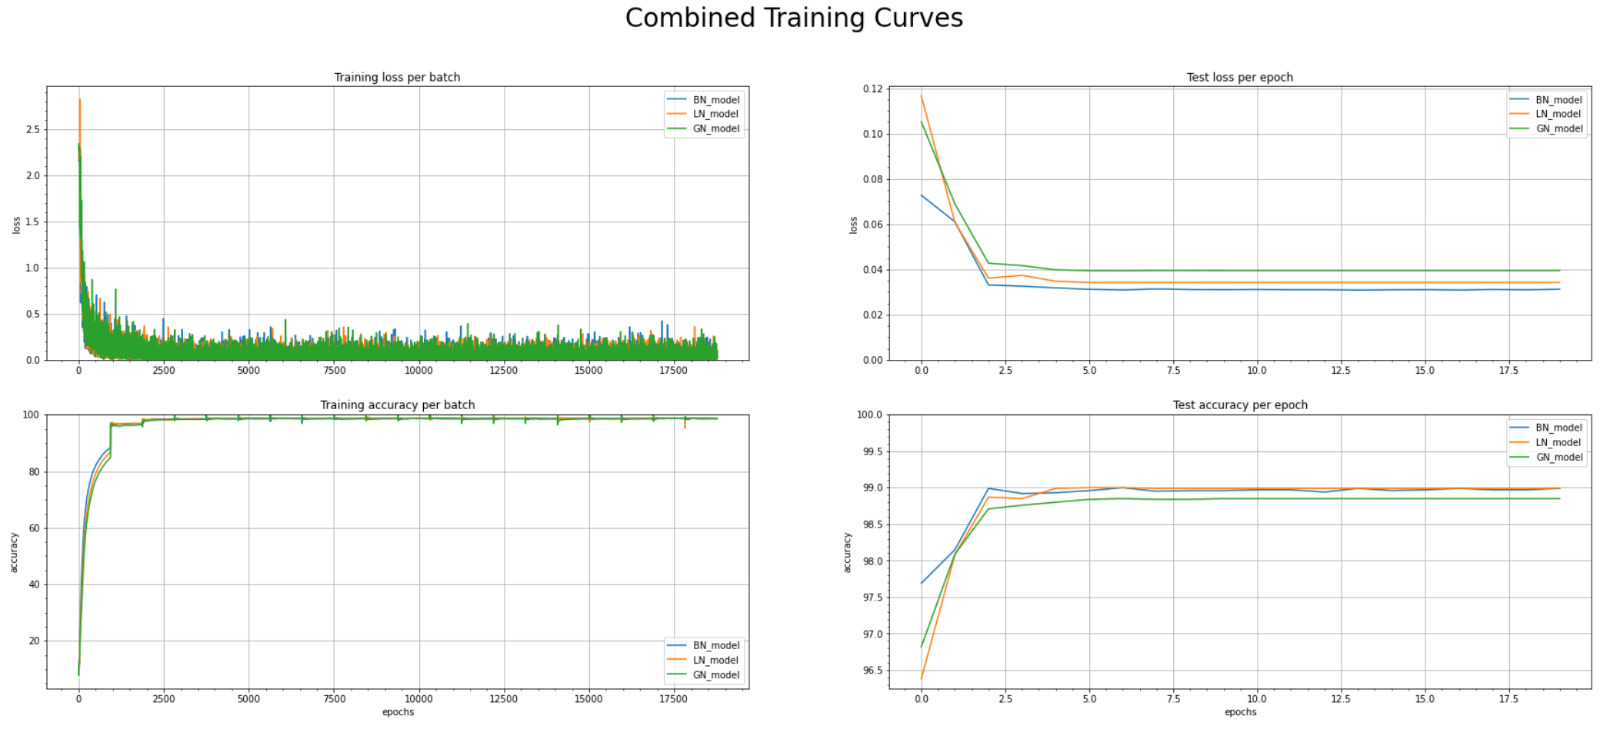 Combined Training Curves
Training loss per batch
BN_model
LN_model
GN_model
loss
2.5
2.0
1.5
1.0
0.5
0.0
0 2500 5000 7500 10000 12500 15000 17500
Test loss per epoch
BN_model
LN_model
GN_model
loss
0.12
0.10
0.08
0.06
0.04
0.02
0.00
0.0 2.5 5.0 7.5 10.0 12.5 15.0 17.5
Training accuracy per batch
accuracy
100
80
60
40
20
BN_model
LN_model
GN_model
0 2500 5000 7500 10000 12500 15000 17500
epochs
Test accuracy per epoch
BN_model
LN_model
GN_model
accuracy
100.0
99.5
99.0
98.5
98.0
97.5
97.0
96.5
0.0 2.5 5.0 7.5 10.0 12.5 15.0 17.5
epochs